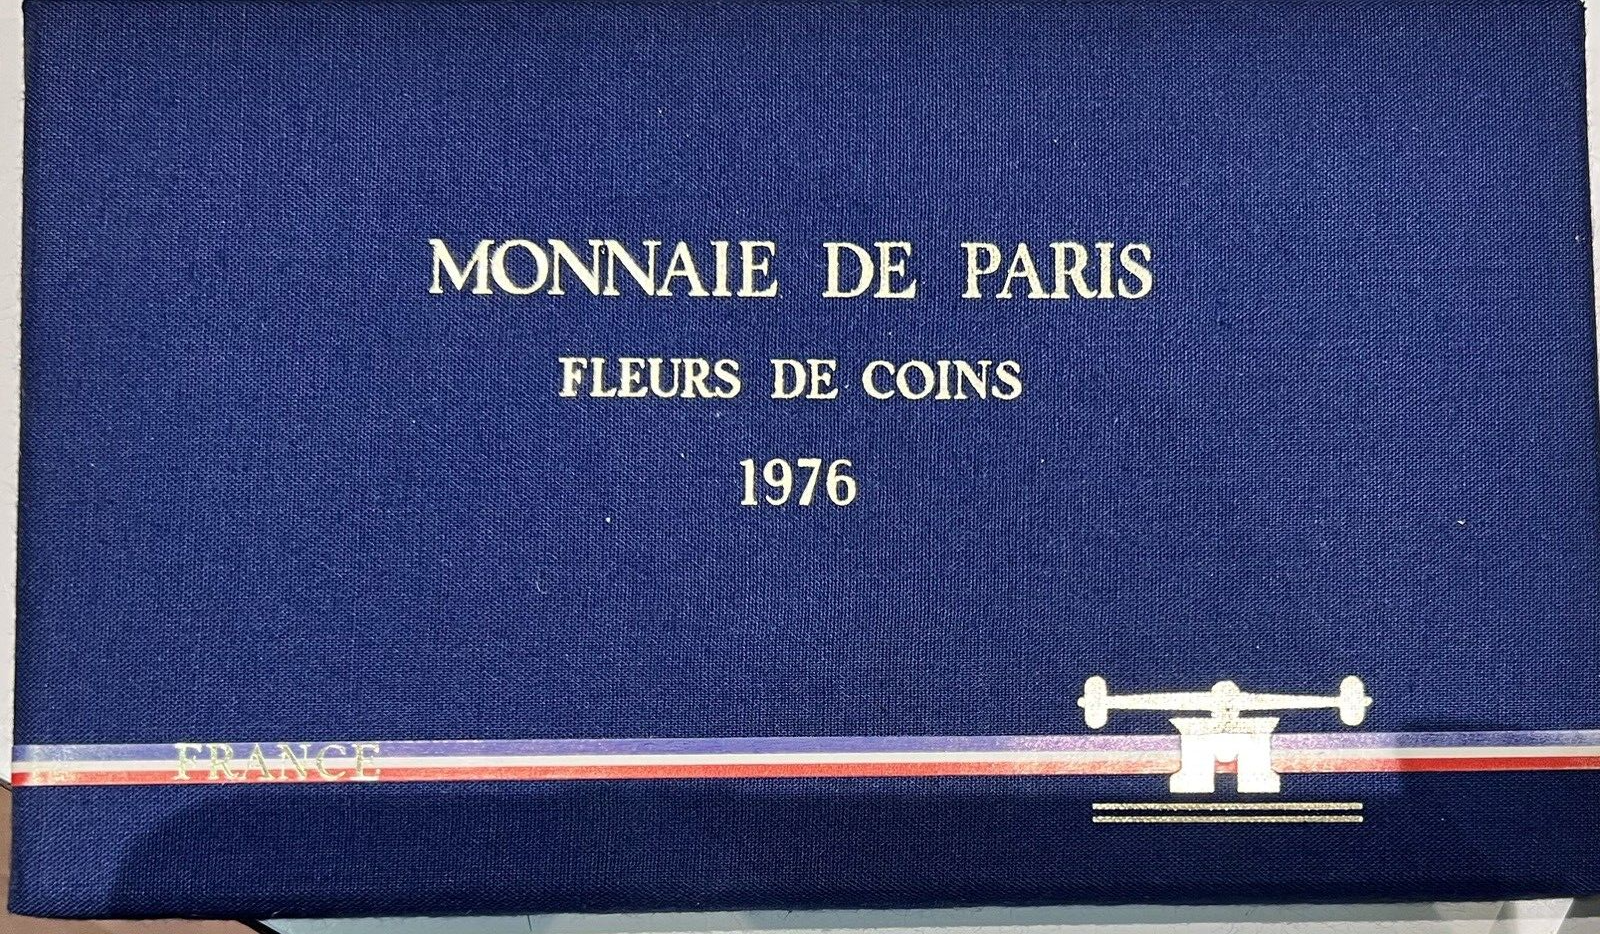 MONNAIE DE PARIS
FLEURS DE COINS
1976
FRANCE
M